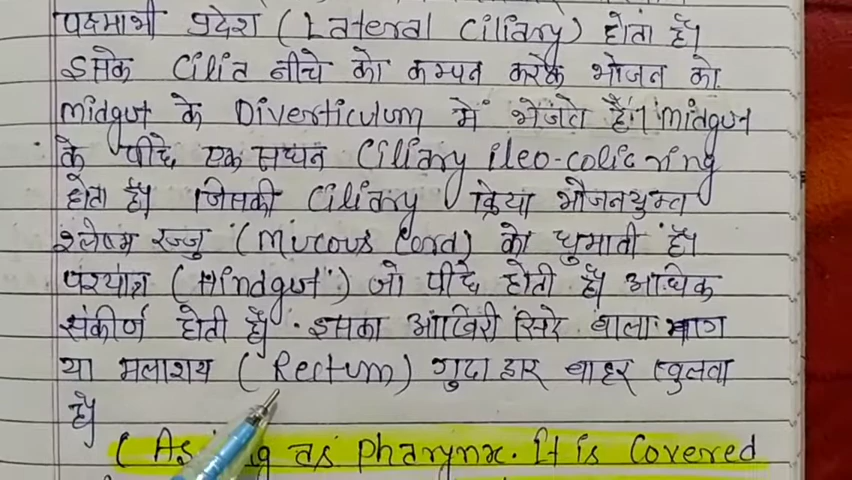 पक्ष्माभी प्रदेश (Lateral Ciliary) होता है।
इसके Cilia नीचे को कम्पन करके भोजन को
midgut के Diverticulum में भेजते हैं। midgut
के पीछे एक सघन Ciliary ileo-colic ring
होता है। जिसकी Ciliary क्रिया भोजनयुक्त
श्लेष्म रज्जु (Mucous Cord) को घुमाती है।
पश्चान्त्र (Hindgut) जो पीछे होती है। अधिक
संकीर्ण होती है। इसका आखिरी सिरे वाला भाग
या मलाशय (Rectum) गुदा द्वार बाहर खुलता
है।
(As as pharynx. It is Covered